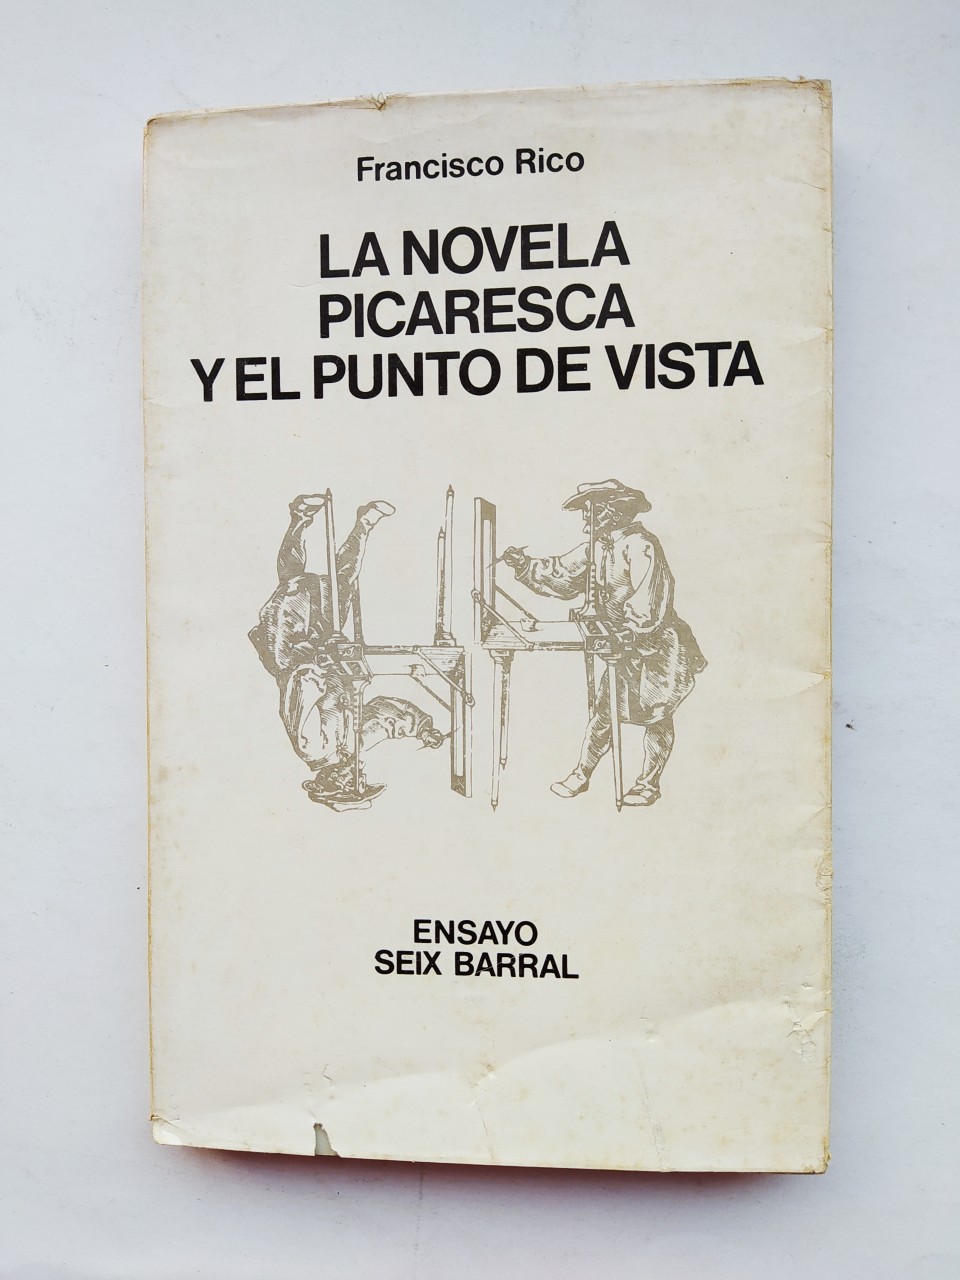 Francisco Rico
LA NOVELA
PICARESCA
Y EL PUNTO DE VISTA
ENSAYO
SEIX BARRAL